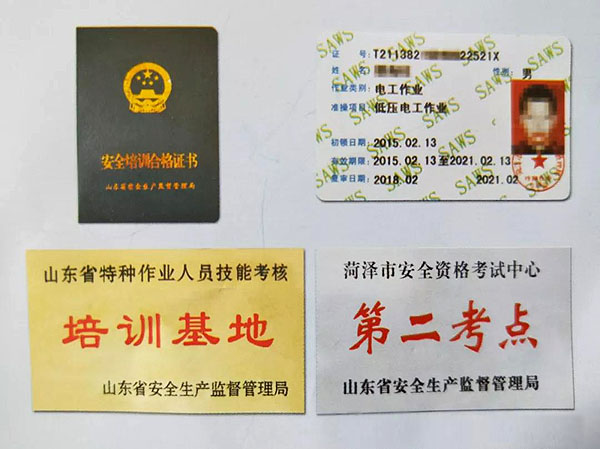 安全培训合格证书
山东省安全生产监督管理局
SAWS
证 号: T211382 22521X
姓 名:
性别: 男
作业类别: 电工作业
准操项目: 低压电工作业
初领日期: 2015.02.13
有效期限: 2015.02.13至2021.02.13
复审日期: 2018.02 2021.02
山东省特种作业人员技能考核
培训基地
山东省安全生产监督管理局
菏泽市安全资格考试中心
第二考点
山东省安全生产监督管理局